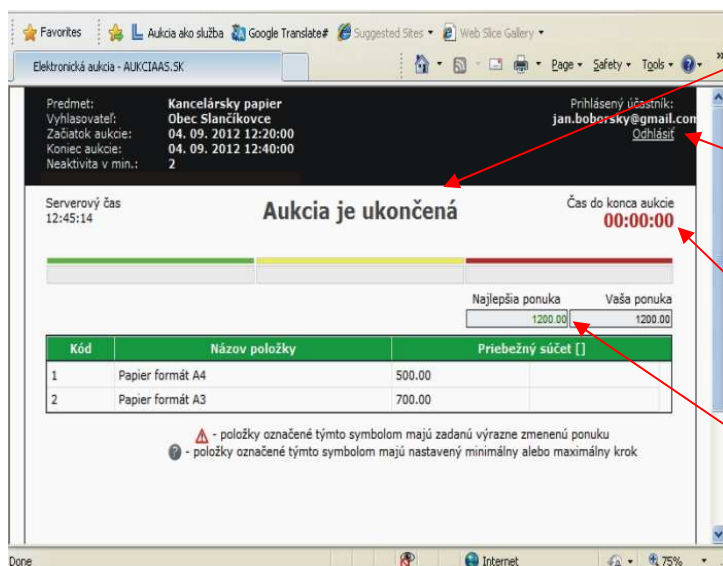 Favorites Aukcia ako služba Google Translate# Suggested Sites Web Slice Gallery
Elektronická aukcia - AUKCIAAS.SK Page Safety Tools »
Predmet: Kancelársky papier
Vyhlasovateľ: Obec Slančíkovce
Začiatok aukcie: 04. 09. 2012 12:20:00
Koniec aukcie: 04. 09. 2012 12:40:00
Neaktivita v min.: 2
Prihlásený účastník:
jan.boborsky@gmail.com
Odhlásiť
Serverový čas
12:45:14
Aukcia je ukončená
Čas do konca aukcie
00:00:00
Najlepšia ponuka Vaša ponuka
1200.00 1200.00
Kód Názov položky Priebežný súčet []
1 Papier formát A4 500.00
2 Papier formát A3 700.00
- položky označené týmto symbolom majú zadanú výrazne zmenenú ponuku
- položky označené týmto symbolom majú nastavený minimálny alebo maximálny krok
Done Internet 75%